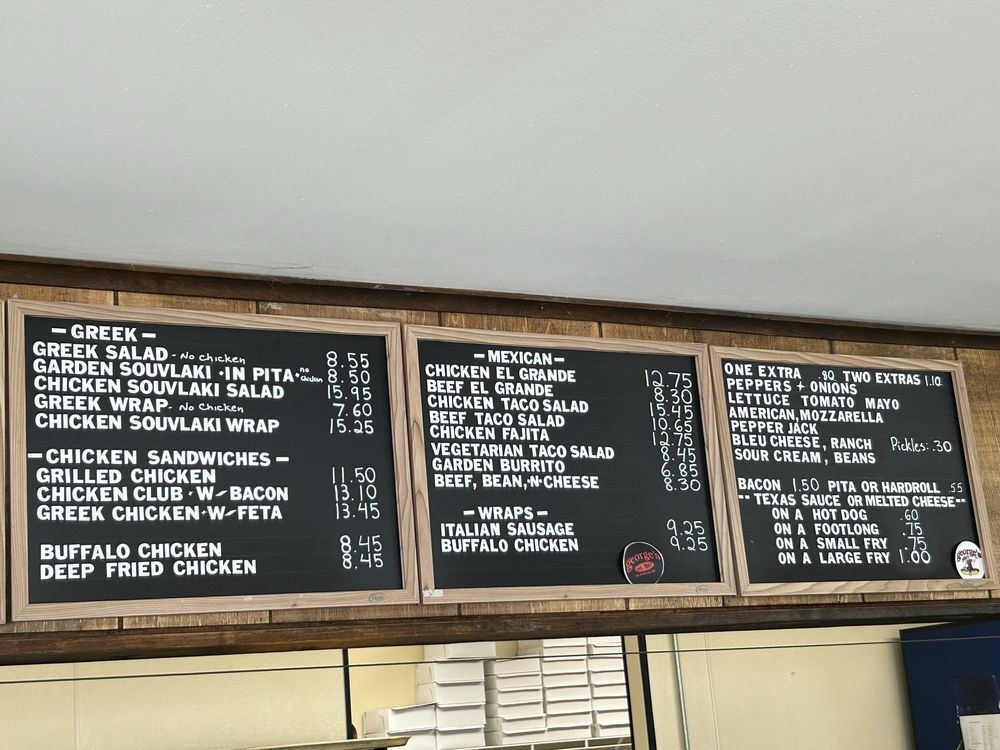 — GREEK —
GREEK SALAD - No chicken 8.55
GARDEN SOUVLAKI · IN PITA · no chicken 8.50
CHICKEN SOUVLAKI SALAD 15.95
GREEK WRAP - No chicken 7.60
CHICKEN SOUVLAKI WRAP 15.25
— CHICKEN SANDWICHES —
GRILLED CHICKEN 11.50
CHICKEN CLUB · W/ BACON 13.10
GREEK CHICKEN · W/ FETA 13.45
BUFFALO CHICKEN 8.45
DEEP FRIED CHICKEN 8.45
— MEXICAN —
CHICKEN EL GRANDE 12.75
BEEF EL GRANDE 8.30
CHICKEN TACO SALAD 15.45
BEEF TACO SALAD 10.65
CHICKEN FAJITA 12.75
VEGETARIAN TACO SALAD 8.45
GARDEN BURRITO 6.85
BEEF, BEAN, N CHEESE 8.30
— WRAPS —
ITALIAN SAUSAGE 9.25
BUFFALO CHICKEN 9.25
george's
ONE EXTRA .90 TWO EXTRAS 1.10
PEPPERS + ONIONS
LETTUCE TOMATO MAYO
AMERICAN, MOZZARELLA
PEPPER JACK
BLEU CHEESE, RANCH Pickles: .30
SOUR CREAM, BEANS
BACON 1.50 PITA OR HARDROLL .55
-- TEXAS SAUCE OR MELTED CHEESE --
ON A HOT DOG .60
ON A FOOTLONG .75
ON A SMALL FRY .75
ON A LARGE FRY 1.00
george's